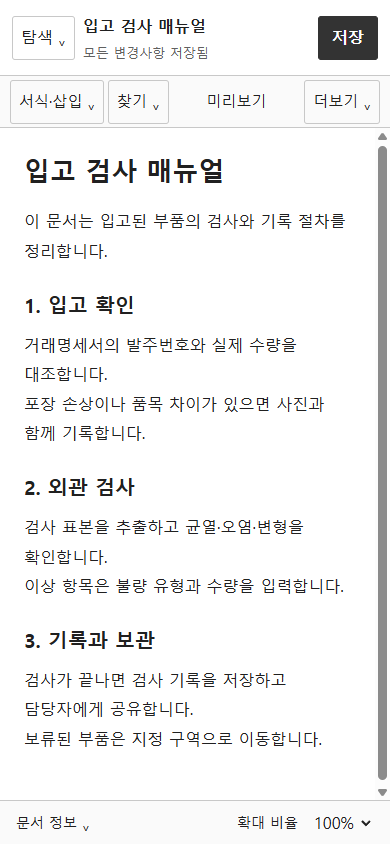 탐색
입고 검사 매뉴얼
모든 변경사항 저장됨
저장
서식·삽입
찾기
미리보기
더보기
입고 검사 매뉴얼
이 문서는 입고된 부품의 검사와 기록 절차를
정리합니다.
1. 입고 확인
거래명세서의 발주번호와 실제 수량을
대조합니다.
포장 손상이나 품목 차이가 있으면 사진과
함께 기록합니다.
2. 외관 검사
검사 표본을 추출하고 균열·오염·변형을
확인합니다.
이상 항목은 불량 유형과 수량을 입력합니다.
3. 기록과 보관
검사가 끝나면 검사 기록을 저장하고
담당자에게 공유합니다.
보류된 부품은 지정 구역으로 이동합니다.
문서 정보
확대 비율 100%